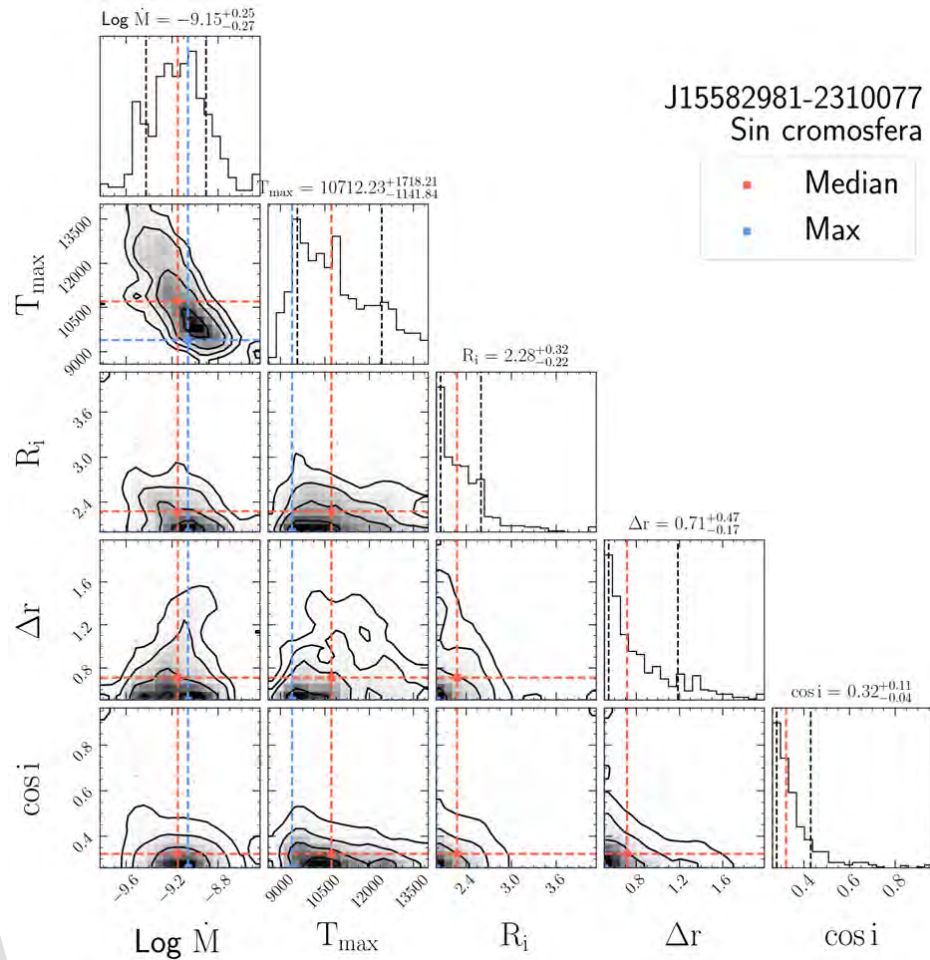 Log Ṁ = −9.15^{+0.25}_{−0.27}
J15582981-2310077
Sin cromosfera
Median
Max
T_max = 10712.23^{+1718.21}_{−1141.84}
T_max
13500
12000
10500
9000
R_i = 2.28^{+0.32}_{−0.22}
R_i
3.6
3.0
2.4
Δr = 0.71^{+0.47}_{−0.17}
Δr
1.6
1.2
0.8
cos i = 0.32^{+0.11}_{−0.04}
cos i
0.8
0.6
0.4
−9.6 −9.2 −8.8
9000 10500 12000 13500
2.4 3.0 3.6
0.8 1.2 1.6
0.4 0.6 0.8
Log Ṁ T_max R_i Δr cos i